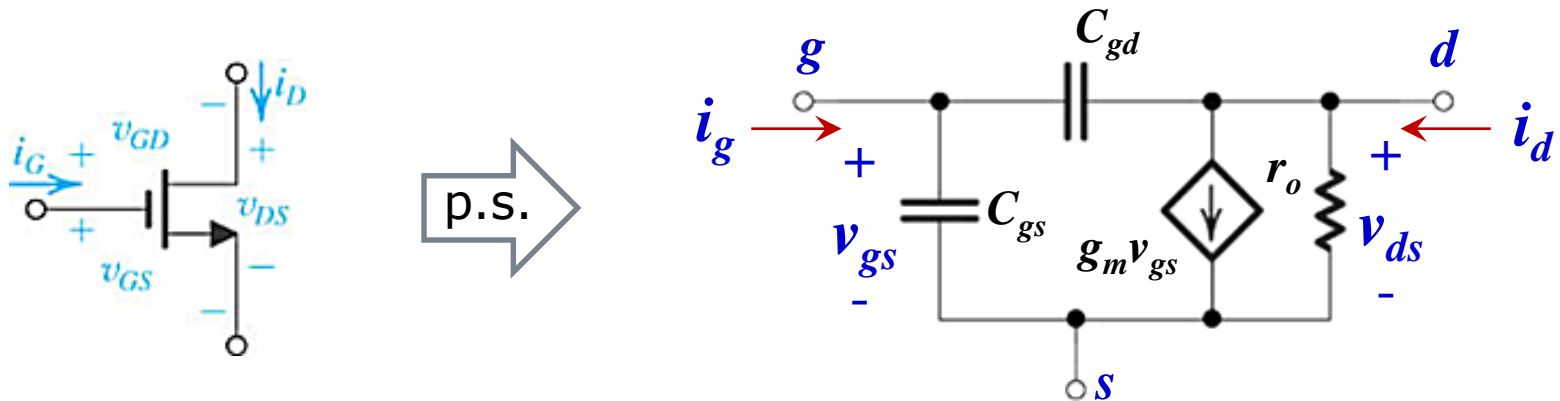 i_D
v_GD
i_G
v_DS
v_GS
+
−
+
+
−
−
p.s.
g
C_gd
d
i_g
i_d
+
C_gs
v_gs
-
g_m v_gs
r_o
+
v_ds
-
s